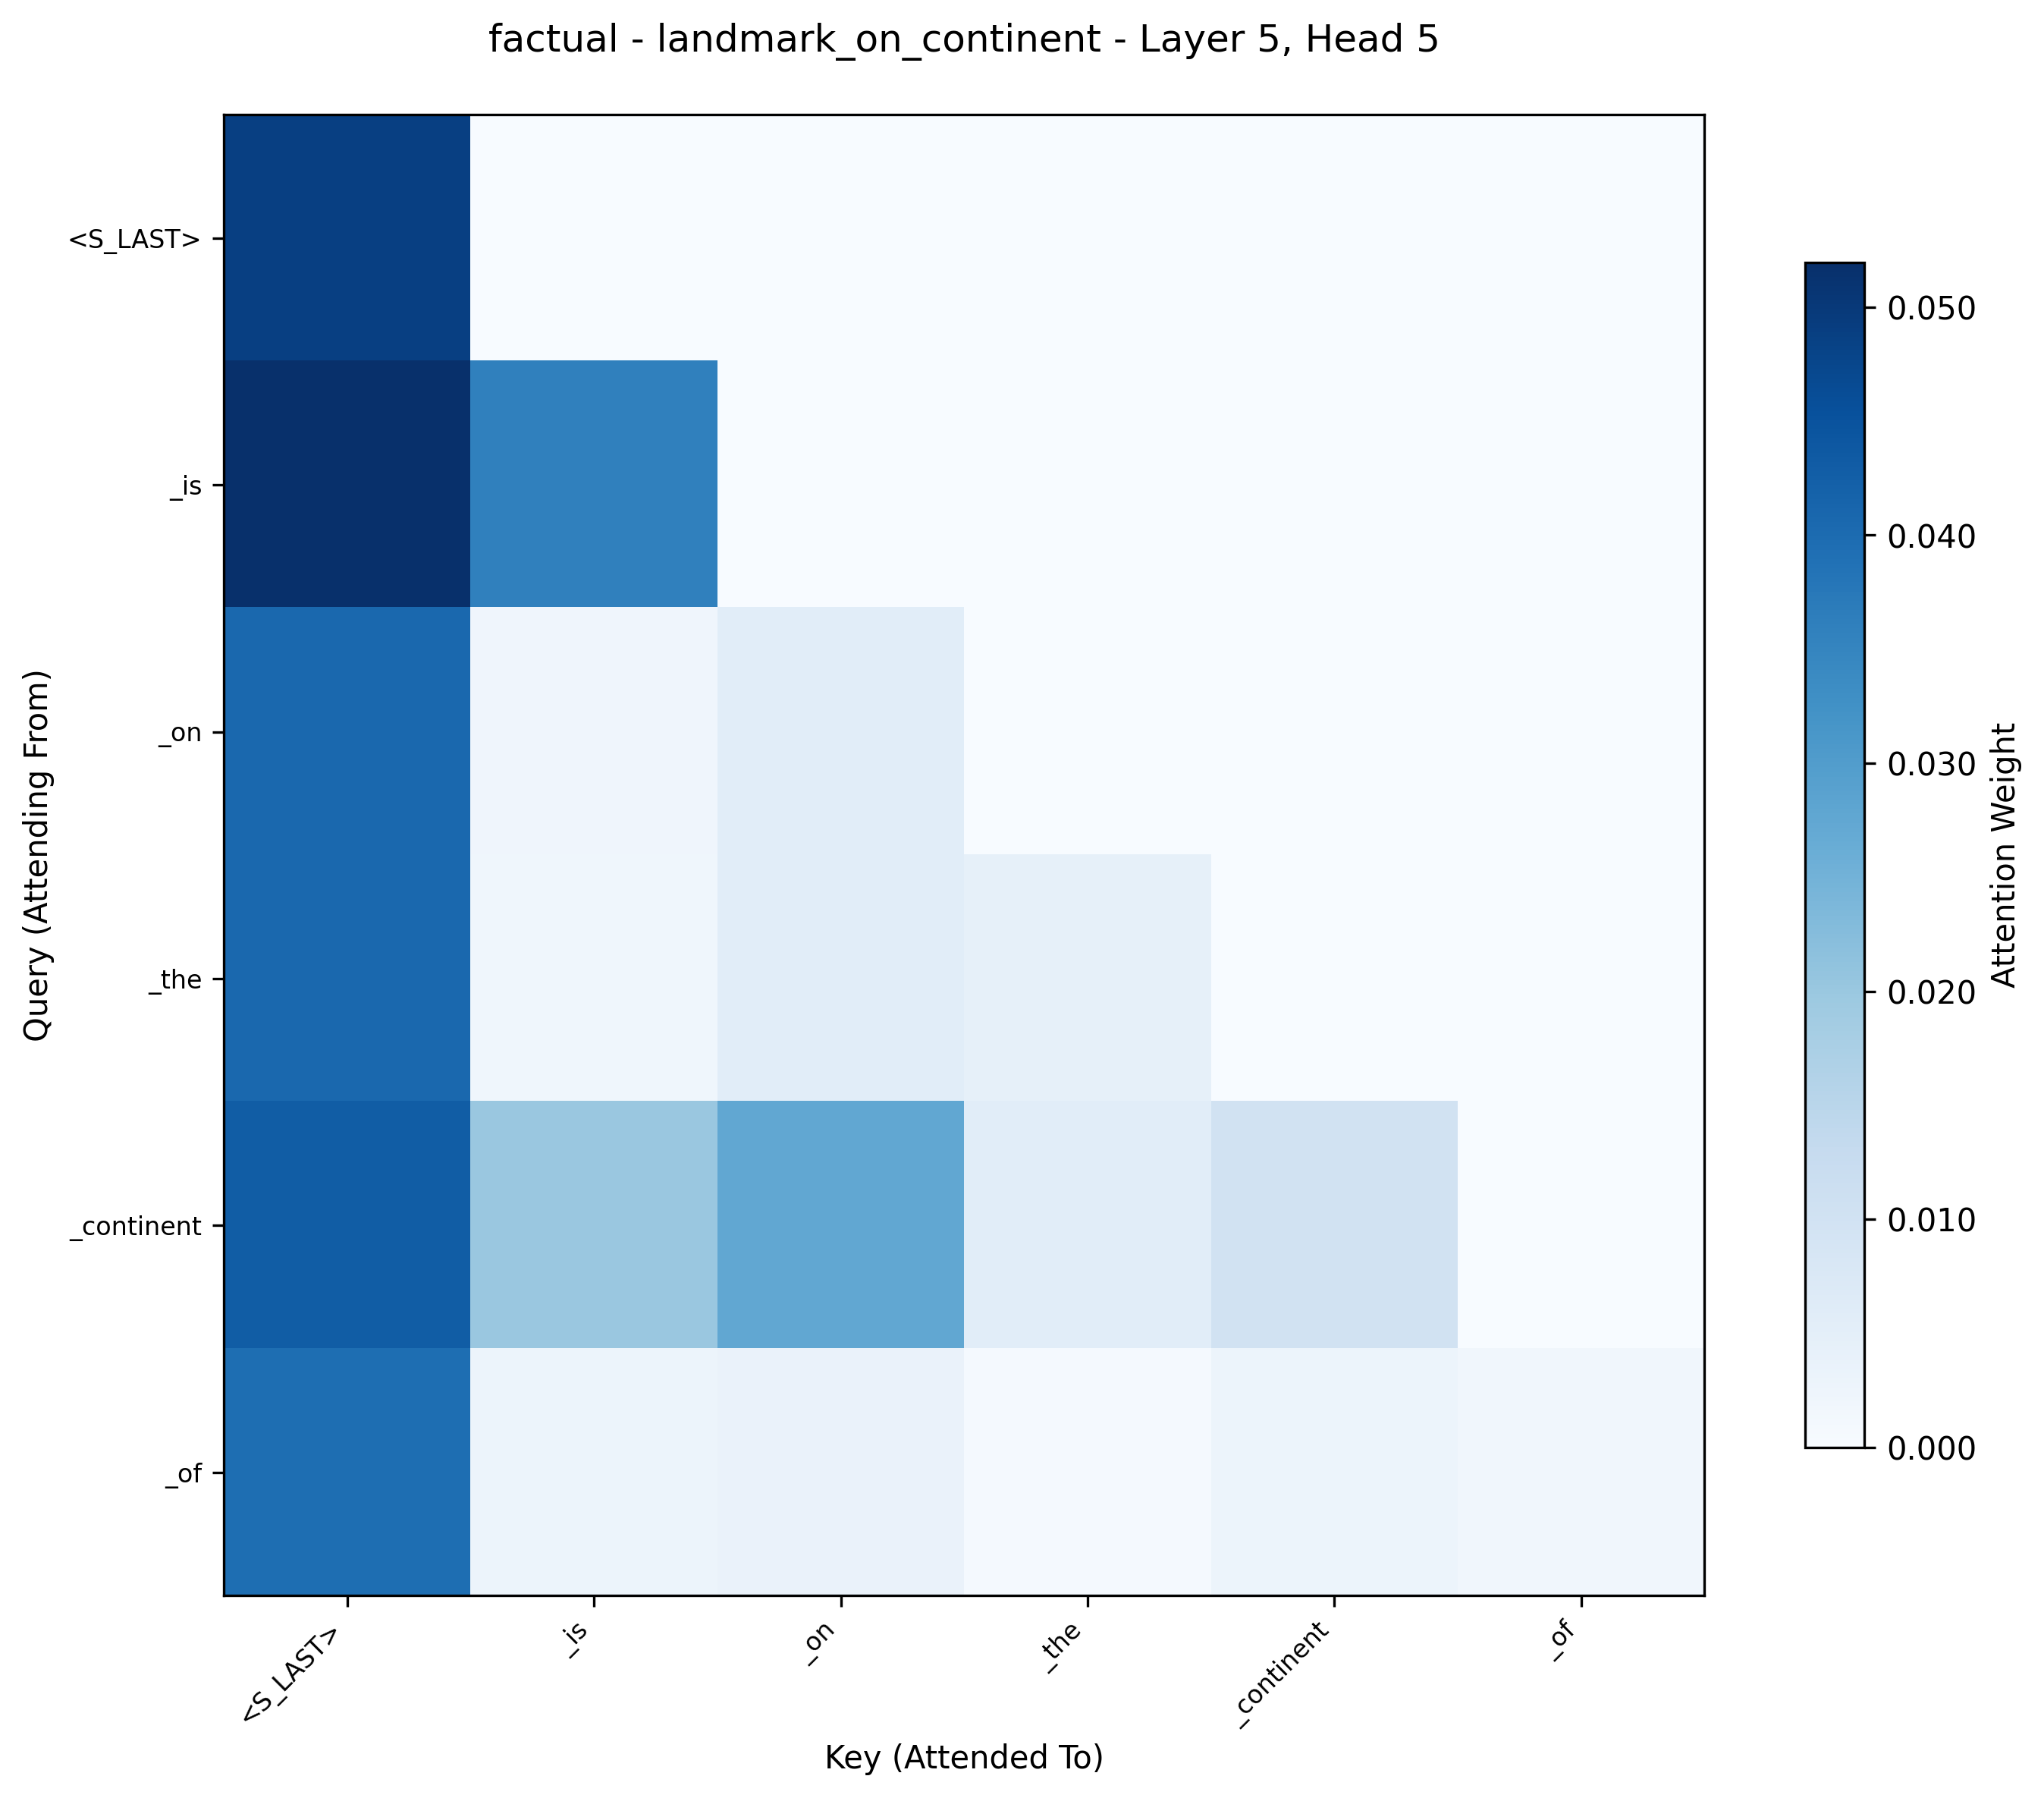 factual - landmark_on_continent - Layer 5, Head 5
Query (Attending From)
<S_LAST>
_is
_on
_the
_continent
_of
<S_LAST>
_is
_on
_the
_continent
_of
Key (Attended To)
0.050
0.040
0.030
0.020
0.010
0.000
Attention Weight